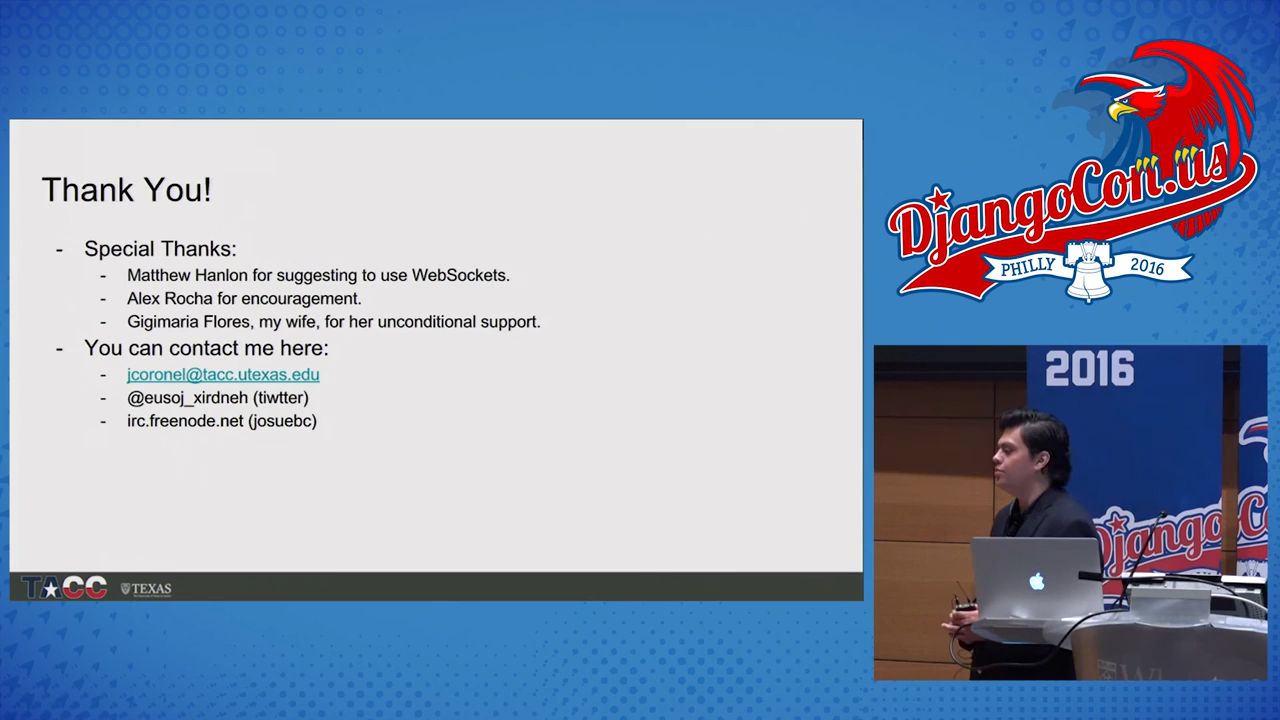 Thank You!
- Special Thanks:
- Matthew Hanlon for suggesting to use WebSockets.
- Alex Rocha for encouragement.
- Gigimaria Flores, my wife, for her unconditional support.
- You can contact me here:
- jcoronel@tacc.utexas.edu
- @eusoj_xirdneh (tiwtter)
- irc.freenode.net (josuebc)
TACC TEXAS
DjangoCon.us
PHILLY 2016
2016
DjangoCo